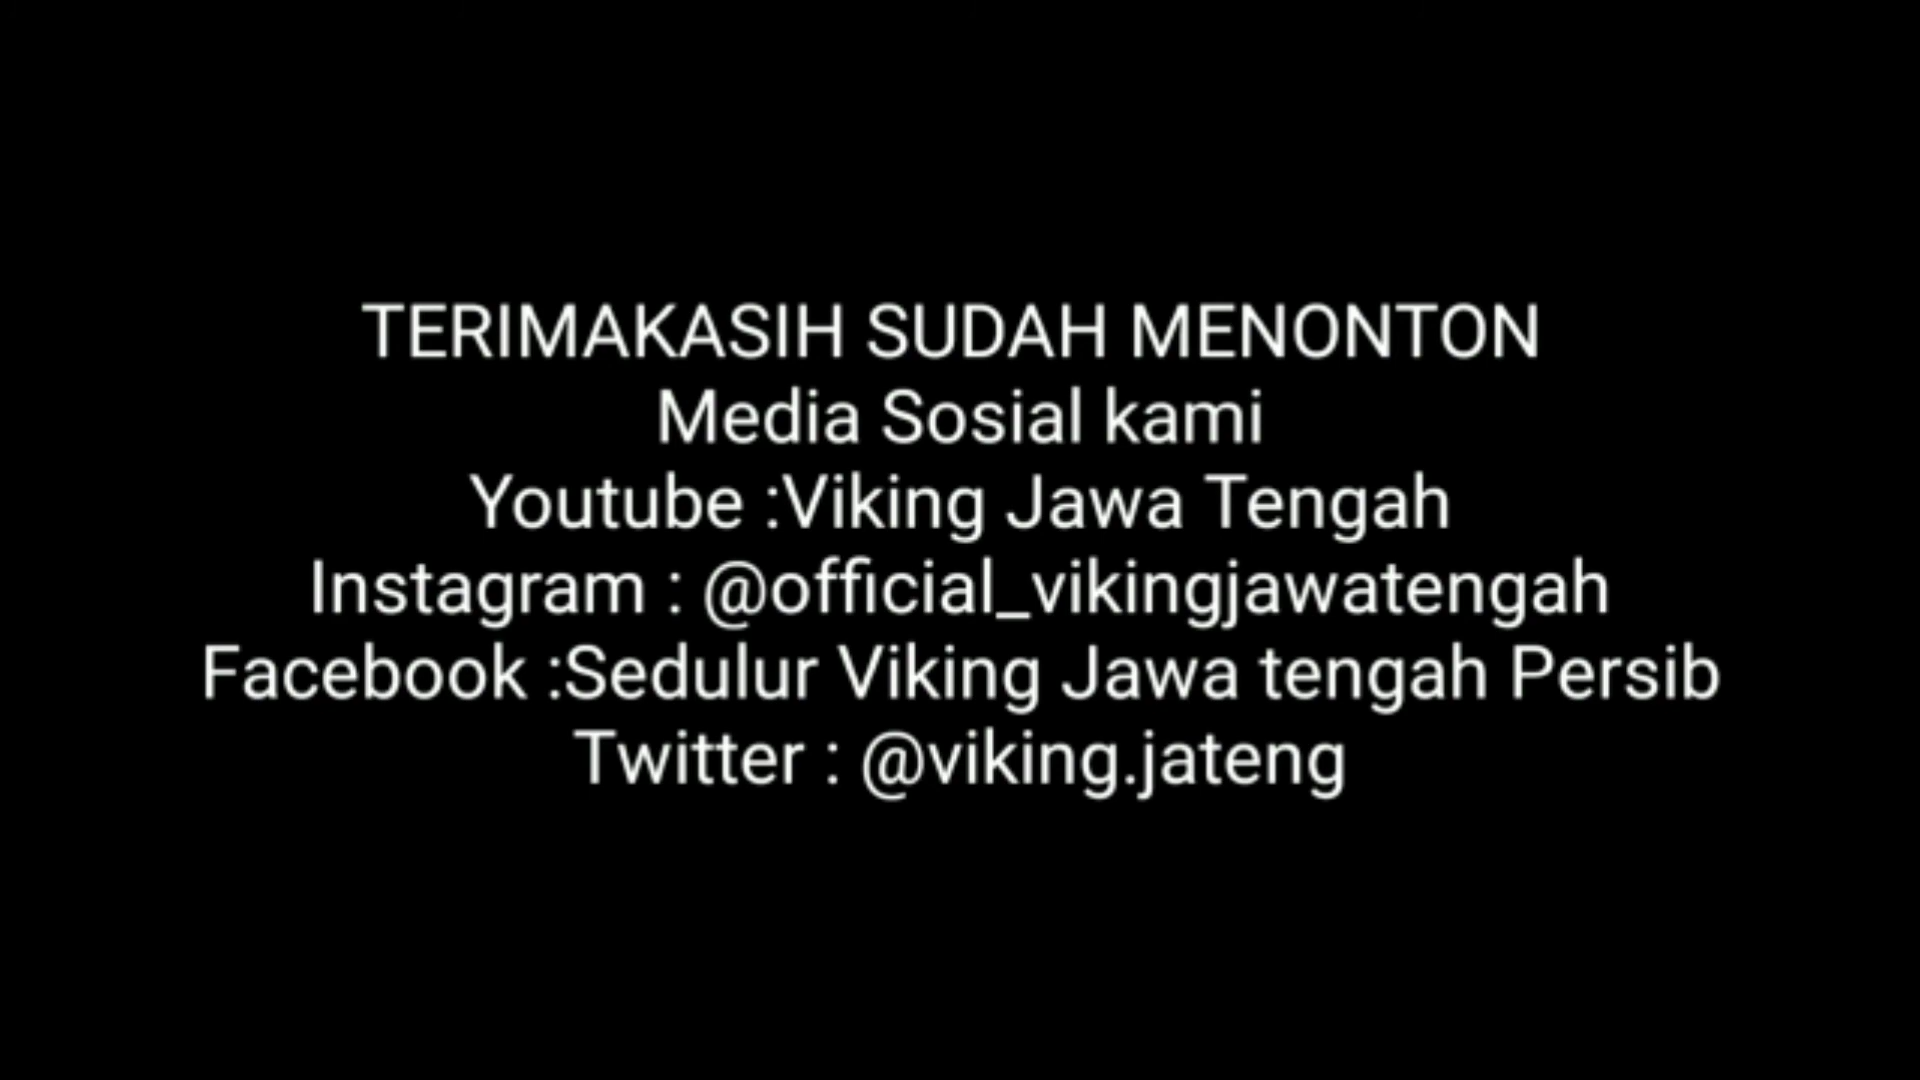 TERIMAKASIH SUDAH MENONTON
Media Sosial kami
Youtube :Viking Jawa Tengah
Instagram : @official_vikingjawatengah
Facebook :Sedulur Viking Jawa tengah Persib
Twitter : @viking.jateng